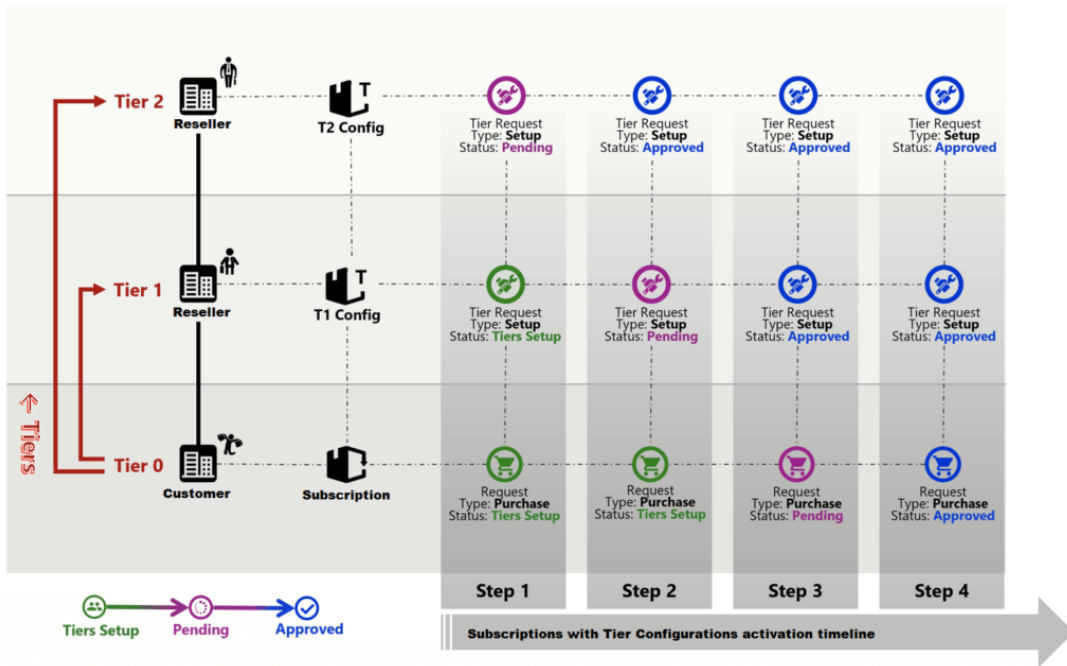 Tier 2
Reseller
T
T2 Config
Tier Request
Type: Setup
Status: Pending
Tier Request
Type: Setup
Status: Approved
Tier Request
Type: Setup
Status: Approved
Tier Request
Type: Setup
Status: Approved
Tier 1
Reseller
T
T1 Config
Tier Request
Type: Setup
Status: Tiers Setup
Tier Request
Type: Setup
Status: Pending
Tier Request
Type: Setup
Status: Approved
Tier Request
Type: Setup
Status: Approved
← Tiers
Tier 0
Customer
Subscription
Request
Type: Purchase
Status: Tiers Setup
Request
Type: Purchase
Status: Tiers Setup
Request
Type: Purchase
Status: Pending
Request
Type: Purchase
Status: Approved
Step 1
Step 2
Step 3
Step 4
Tiers Setup
Pending
Approved
Subscriptions with Tier Configurations activation timeline